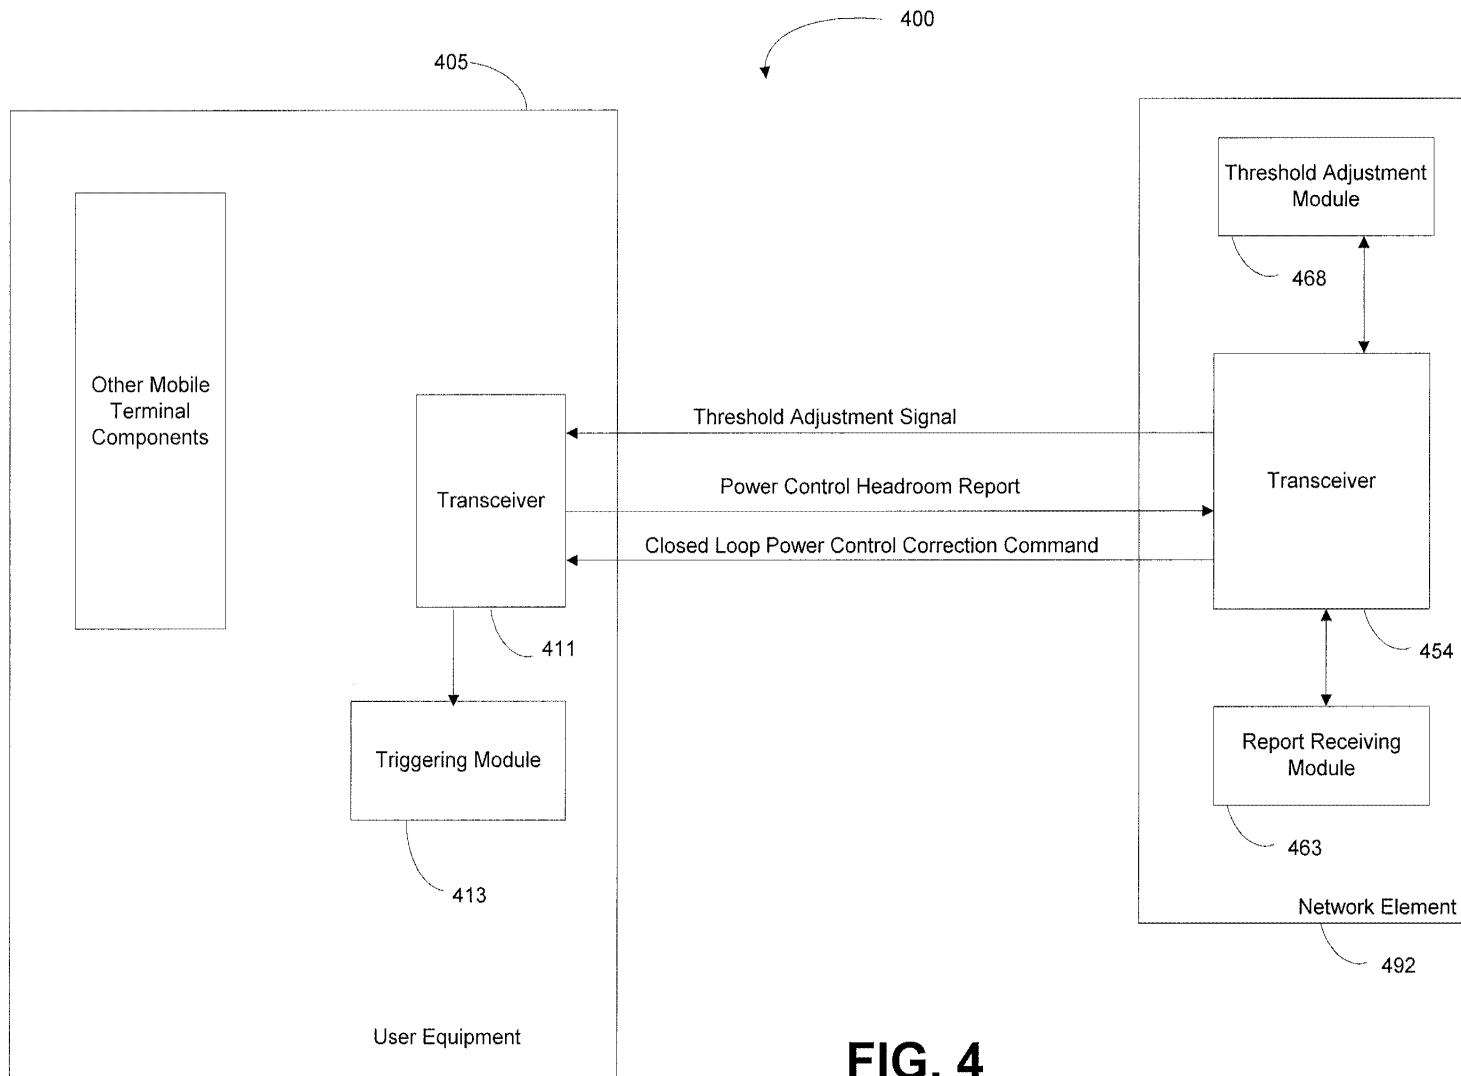 400
405
Threshold Adjustment
Module
468
Other Mobile
Terminal
Components
Threshold Adjustment Signal
Transceiver
Power Control Headroom Report
Transceiver
Closed Loop Power Control Correction Command
411
454
Triggering Module
Report Receiving
Module
463
413
Network Element
492
User Equipment
FIG. 4